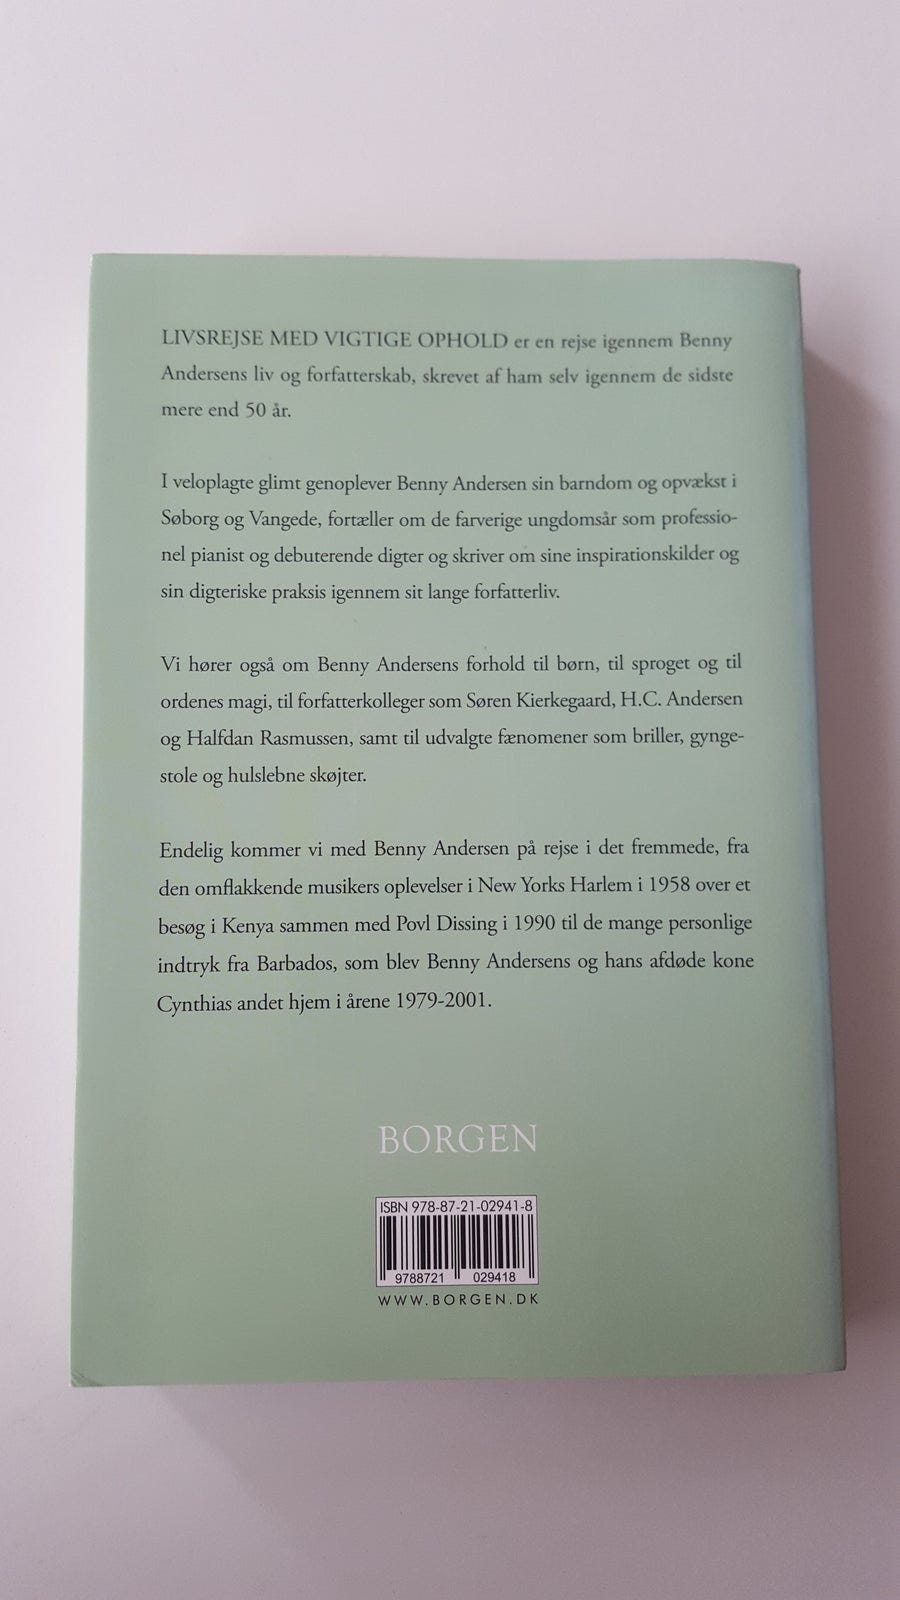 LIVSREJSE MED VIGTIGE OPHOLD er en rejse igennem Benny
Andersens liv og forfatterskab, skrevet af ham selv igennem de sidste
mere end 50 år.
I veloplagte glimt genoplever Benny Andersen sin barndom og opvækst i
Søborg og Vangede, fortæller om de farverige ungdomsår som professio-
nel pianist og debuterende digter og skriver om sine inspirationskilder og
sin digteriske praksis igennem sit lange forfatterliv.
Vi hører også om Benny Andersens forhold til børn, til sproget og til
ordenes magi, til forfatterkolleger som Søren Kierkegaard, H.C. Andersen
og Halfdan Rasmussen, samt til udvalgte fænomener som briller, gynge-
stole og hulslebne skøjter.
Endelig kommer vi med Benny Andersen på rejse i det fremmede, fra
den omflakkende musikers oplevelser i New Yorks Harlem i 1958 over et
besøg i Kenya sammen med Povl Dissing i 1990 til de mange personlige
indtryk fra Barbados, som blev Benny Andersens og hans afdøde kone
Cynthias andet hjem i årene 1979-2001.
BORGEN
ISBN 978-87-21-02941-8
9788721 029418
WWW.BORGEN.DK